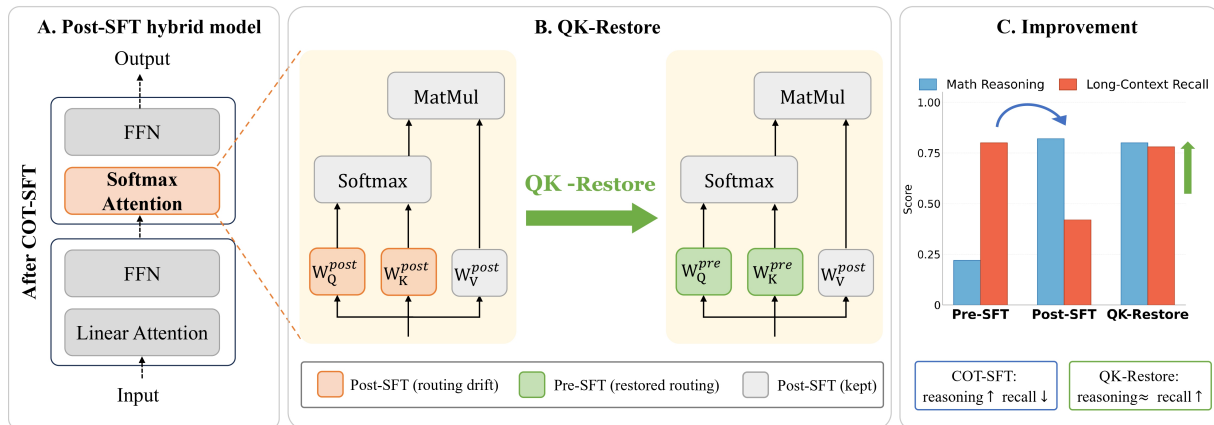 A. Post-SFT hybrid model
Output
FFN
Softmax
Attention
After COT-SFT
FFN
Linear Attention
Input
B. QK-Restore
MatMul
Softmax
W_Q^post
W_K^post
W_V^post
QK -Restore
MatMul
Softmax
W_Q^pre
W_K^pre
W_V^post
Post-SFT (routing drift)
Pre-SFT (restored routing)
Post-SFT (kept)
C. Improvement
Math Reasoning
Long-Context Recall
1.00
0.75
0.50
0.25
0
Score
Pre-SFT
Post-SFT
QK-Restore
COT-SFT:
reasoning↑ recall↓
QK-Restore:
reasoning≈ recall↑